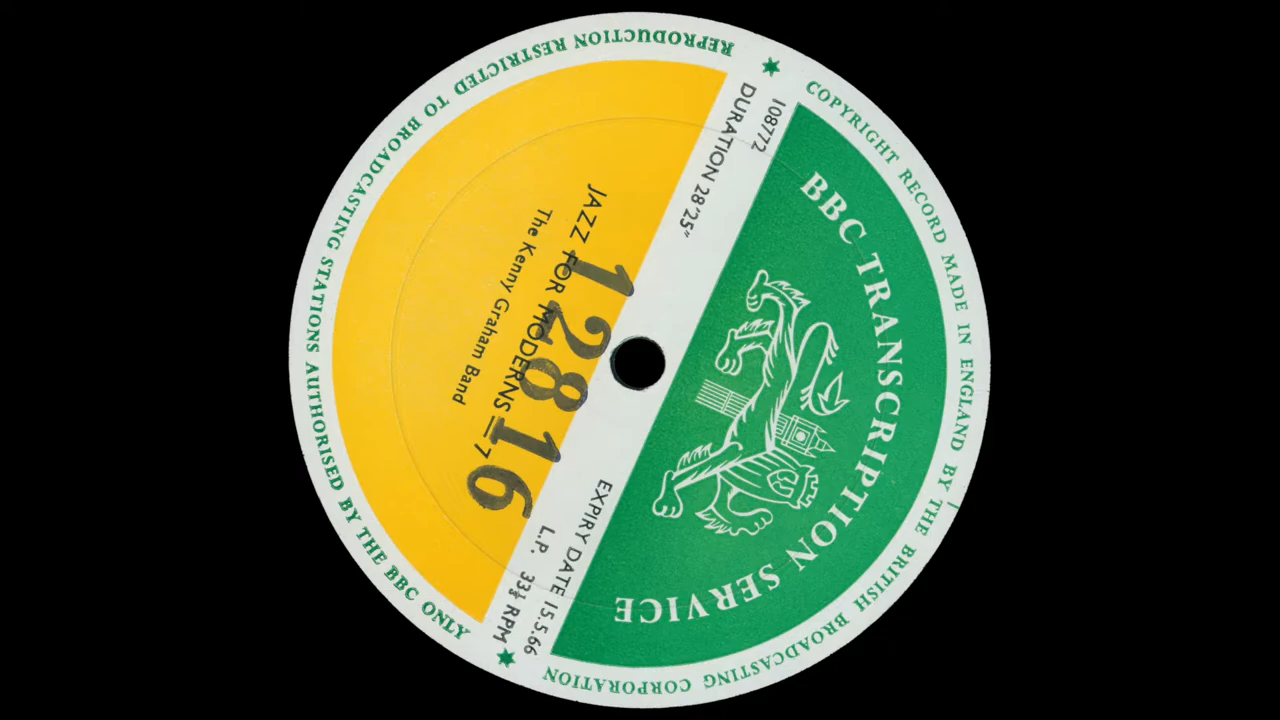 COPYRIGHT RECORD MADE IN ENGLAND BY THE BRITISH BROADCASTING CORPORATION
BBC TRANSCRIPTION SERVICE
108772
EXPIRY DATE 15.5.66
DURATION 28'25"
L.P. 33⅓ RPM
12816
JAZZ FOR MODERNS - 7
The Kenny Graham Band
REPRODUCTION RESTRICTED TO BROADCASTING STATIONS AUTHORISED BY THE BBC ONLY